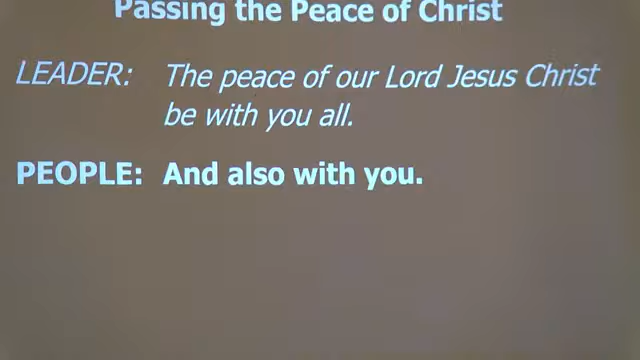 Passing the Peace of Christ
LEADER: The peace of our Lord Jesus Christ
be with you all.
PEOPLE: And also with you.